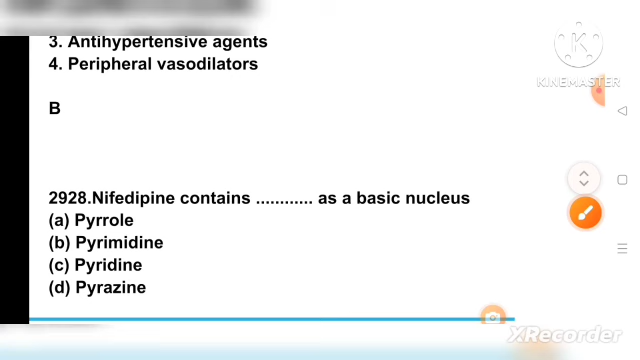 3. Antihypertensive agents
4. Peripheral vasodilators
KINEMASTER
B
2928.Nifedipine contains ............ as a basic nucleus
(a) Pyrrole
(b) Pyrimidine
(c) Pyridine
(d) Pyrazine
XRecorder